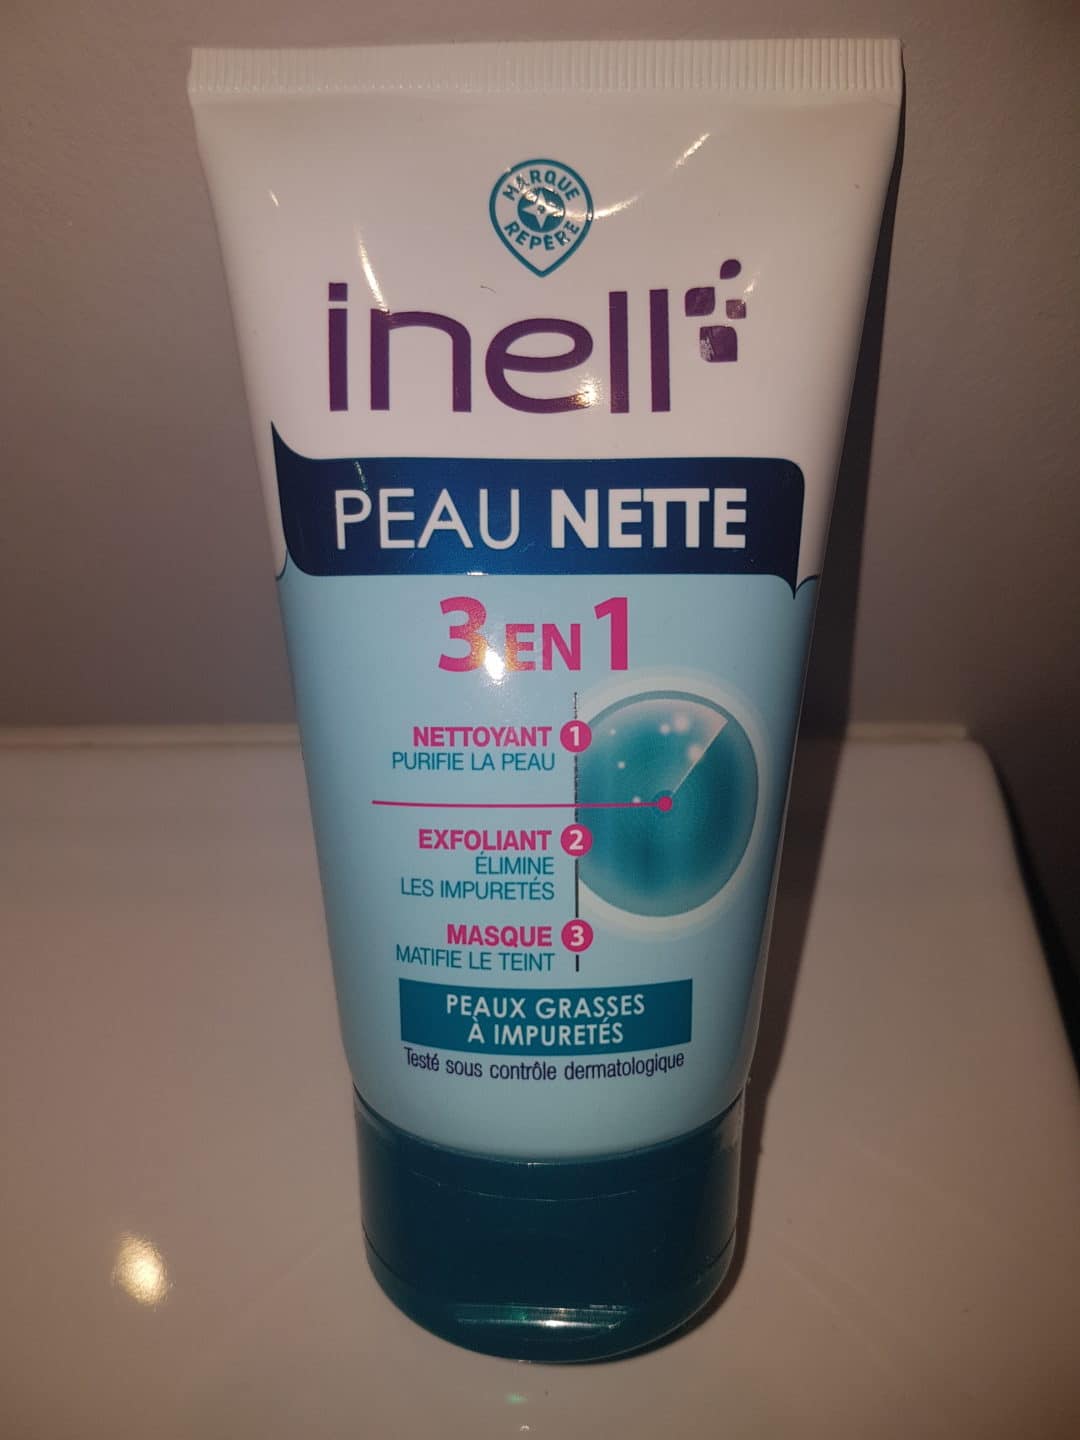 MARQUE
REPÈRE
inell
PEAU NETTE
3 EN 1
NETTOYANT 1
PURIFIE LA PEAU
EXFOLIANT 2
ÉLIMINE
LES IMPURETÉS
MASQUE 3
MATIFIE LE TEINT
PEAUX GRASSES
À IMPURETÉS
Testé sous contrôle dermatologique